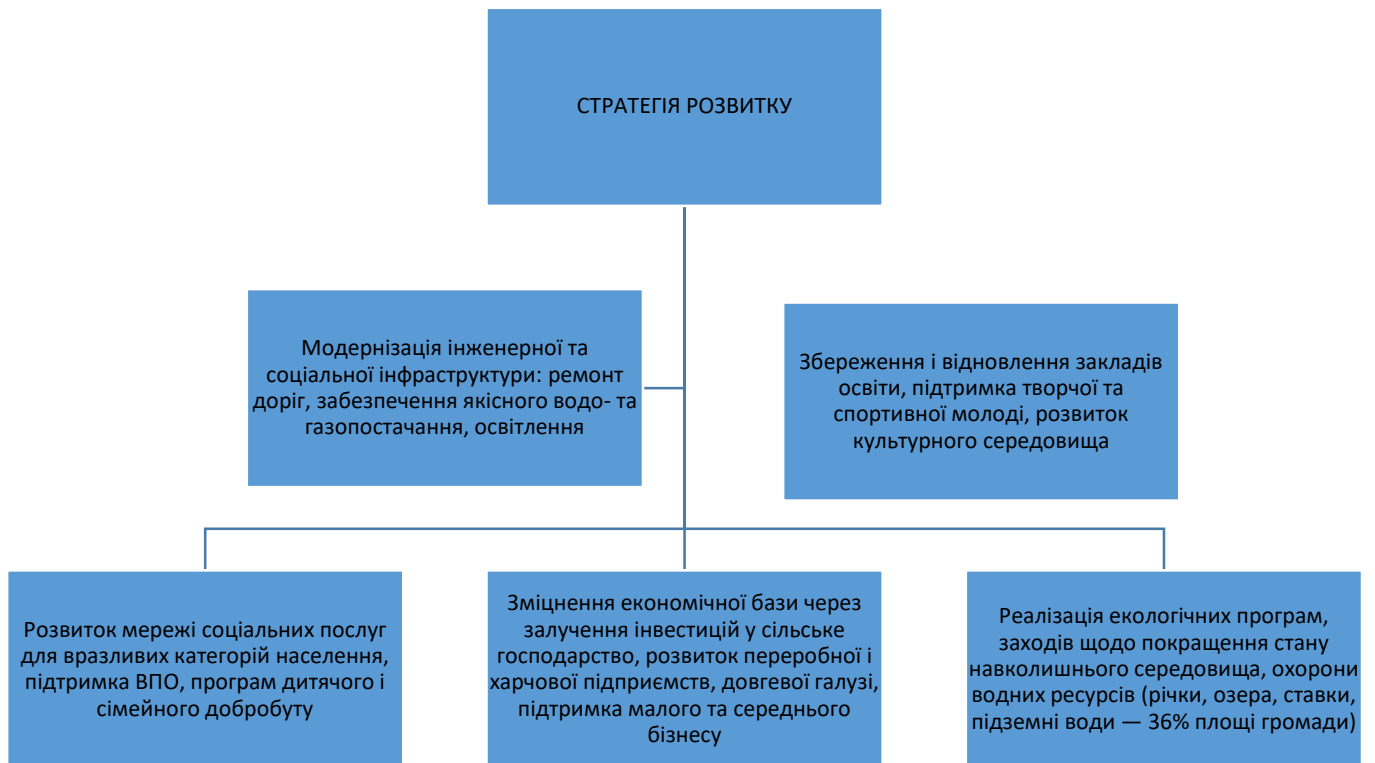 СТРАТЕГІЯ РОЗВИТКУ
Модернізація інженерної та
соціальної інфраструктури: ремонт
доріг, забезпечення якісного водо- та
газопостачання, освітлення
Збереження і відновлення закладів
освіти, підтримка творчої та
спортивної молоді, розвиток
культурного середовища
Розвиток мережі соціальних послуг
для вразливих категорій населення,
підтримка ВПО, програм дитячого і
сімейного добробуту
Зміцнення економічної бази через
залучення інвестицій у сільське
господарство, розвиток переробної і
харчової підприємств, довгевої галузі,
підтримка малого та середнього
бізнесу
Реалізація екологічних програм,
заходів щодо покращення стану
навколишнього середовища, охорони
водних ресурсів (річки, озера, ставки,
підземні води — 36% площі громади)